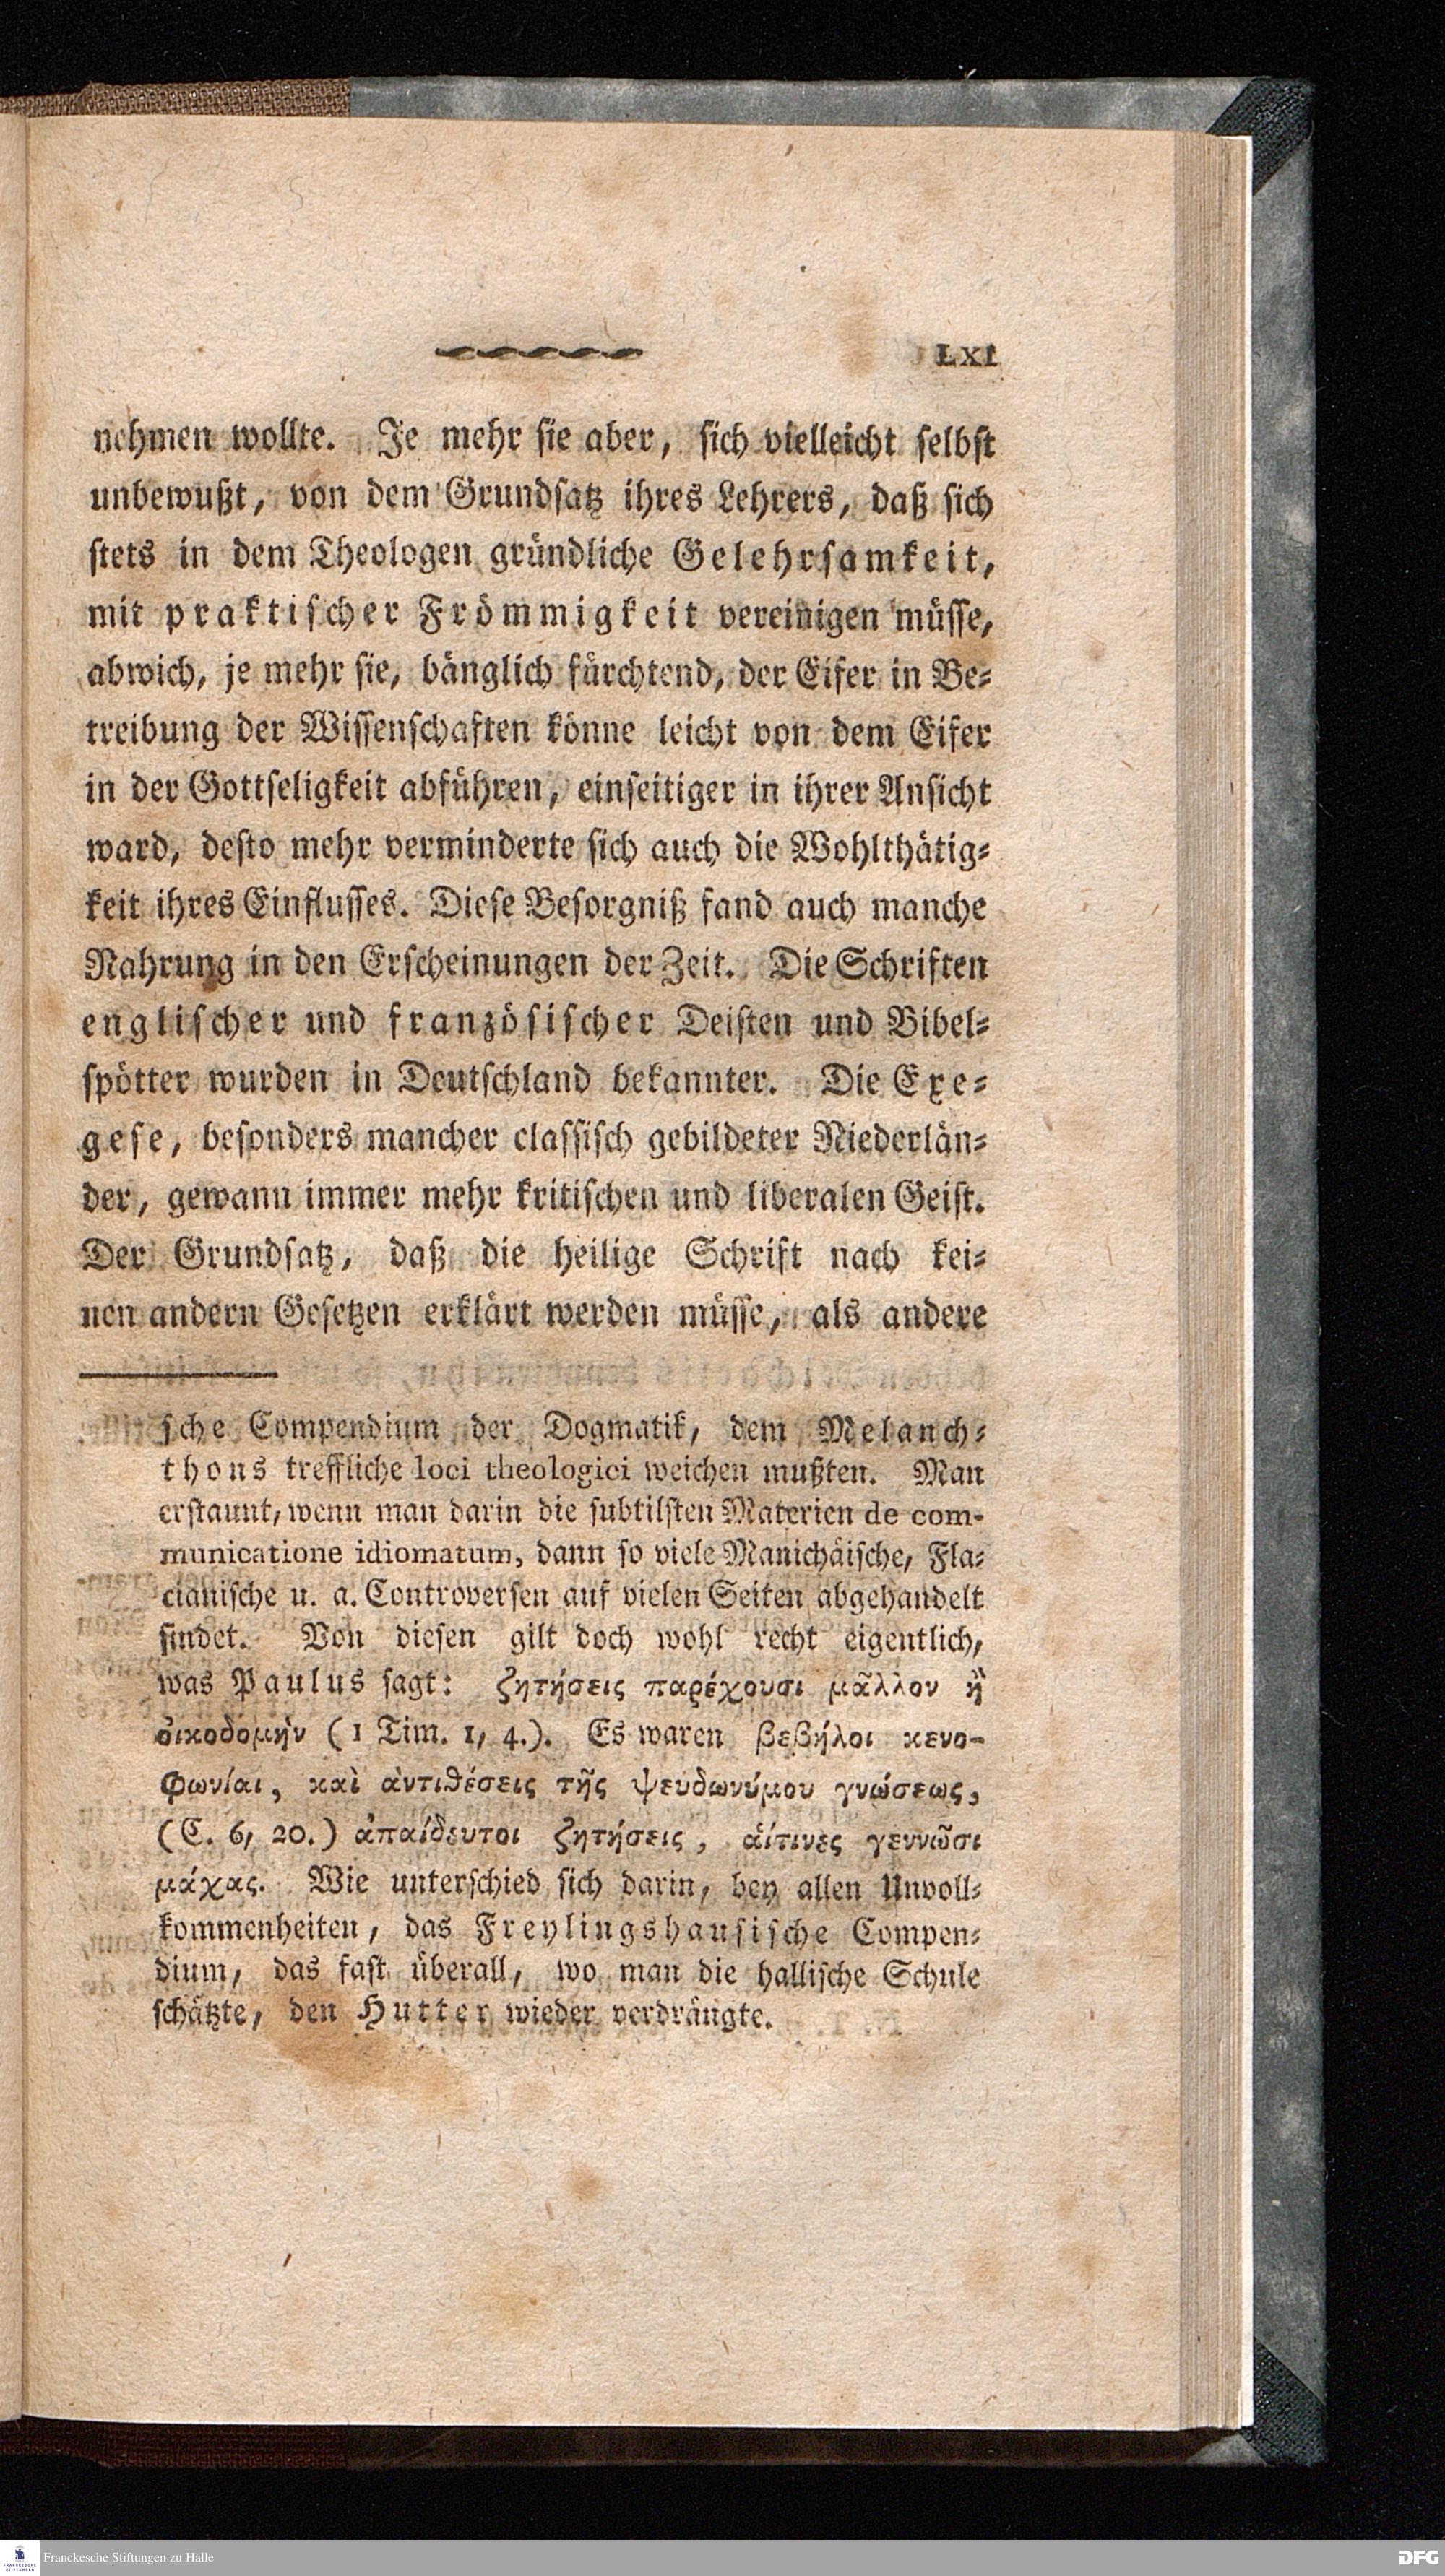 LXI
nehmen wollte. Je mehr sie aber, sich vielleicht selbst
unbewußt, von dem Grundsatz ihres Lehrers, daß sich
stets in dem Theologen gründliche Gelehrsamkeit,
mit praktischer Frömmigkeit vereinigen müsse,
abwich, je mehr sie, bänglich fürchtend, der Eifer in Be-
treibung der Wissenschaften könne leicht von dem Eifer
in der Gottseligkeit abführen, einseitiger in ihrer Ansicht
ward, desto mehr verminderte sich auch die Wohlthätig-
keit ihres Einflusses. Diese Besorgniß fand auch manche
Nahrung in den Erscheinungen der Zeit. Die Schriften
englischer und französischer Deisten und Bibel-
spötter wurden in Deutschland bekannter. Die Exe-
gese, besonders mancher classisch gebildeter Niederlän-
der, gewann immer mehr kritischen und liberalen Geist.
Der Grundsatz, daß die heilige Schrift nach kei-
nen andern Gesetzen erklärt werden müsse, als andere
sche Compendium der Dogmatik, dem Melanch-
thons treffliche loci theologici weichen mußten. Man
erstaunt, wenn man darin die subtilsten Materien de com-
municatione idiomatum, dann so viele Manichäische, Fla-
cianische u. a. Controversen auf vielen Seiten abgehandelt
findet. Von diesen gilt doch wohl recht eigentlich,
was Paulus sagt: ζητήσεις παρέχουσι μᾶλλον ἢ
ὀικοδομὴν (1 Tim. 1, 4.). Es waren βεβήλοι κενο-
φωνίαι, καὶ ἀντιθέσεις τῆς ψευδωνύμου γνώσεως,
(C. 6, 20.) ἀπαίδευτοι ζητήσεις, ἁίτινες γεννῶσι
μάχας. Wie unterschied sich darin, bey allen Unvoll-
kommenheiten, das Freylingshausische Compen-
dium, das fast überall, wo man die hallische Schule
schätzte, den Hutter wieder verdrängte.
Franckesche Stiftungen zu Halle
DFG